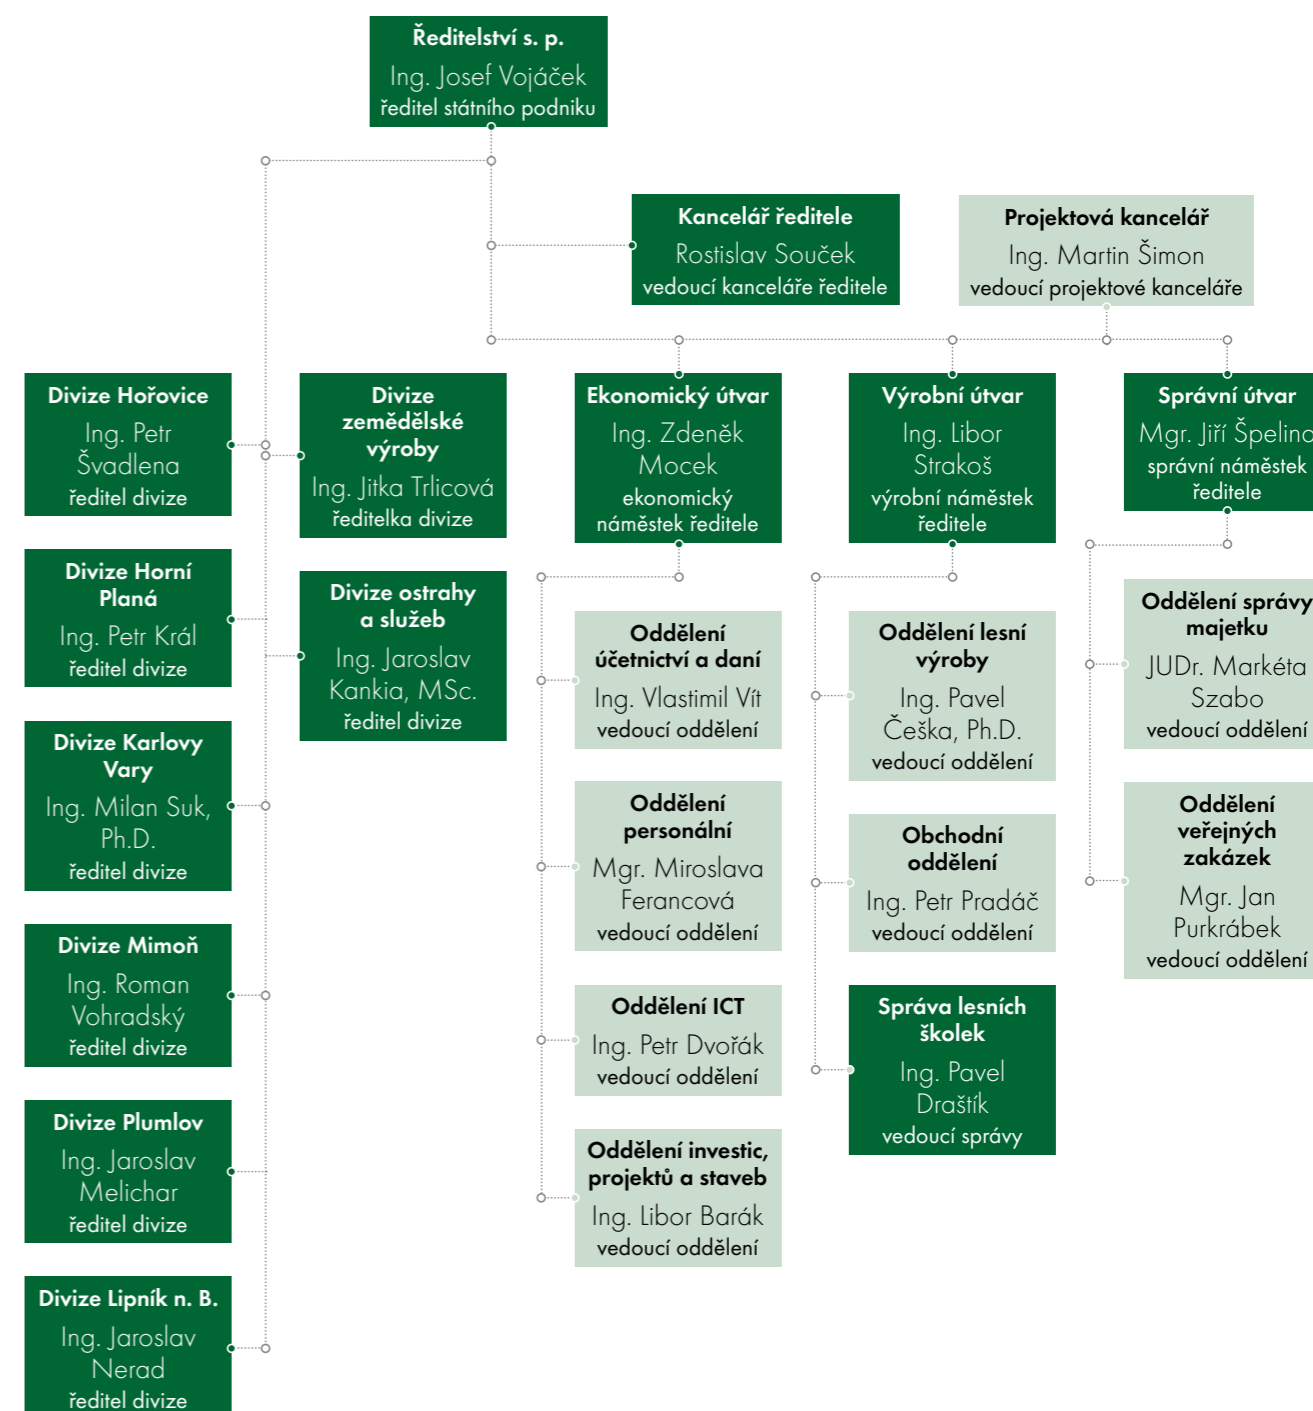 Ředitelství s. p.
Ing. Josef Vojáček
ředitel státního podniku
Kancelář ředitele
Rostislav Souček
vedoucí kanceláře ředitele
Projektová kancelář
Ing. Martin Šimon
vedoucí projektové kanceláře
Divize Hořovice
Ing. Petr
Švadlena
ředitel divize
Divize Horní
Planá
Ing. Petr Král
ředitel divize
Divize Karlovy
Vary
Ing. Milan Suk,
Ph.D.
ředitel divize
Divize Mimoň
Ing. Roman
Vohradský
ředitel divize
Divize Plumlov
Ing. Jaroslav
Melichar
ředitel divize
Divize Lipník n. B.
Ing. Jaroslav
Nerad
ředitel divize
Divize
zemědělské
výroby
Ing. Jitka Trlicová
ředitelka divize
Divize ostrahy
a služeb
Ing. Jaroslav
Kankia, MSc.
ředitel divize
Ekonomický útvar
Ing. Zdeněk
Mocek
ekonomický
náměstek ředitele
Oddělení
účetnictví a daní
Ing. Vlastimil Vít
vedoucí oddělení
Oddělení
personální
Mgr. Miroslava
Ferancová
vedoucí oddělení
Oddělení ICT
Ing. Petr Dvořák
vedoucí oddělení
Oddělení investic,
projektů a staveb
Ing. Libor Barák
vedoucí oddělení
Výrobní útvar
Ing. Libor
Strakoš
výrobní náměstek
ředitele
Oddělení lesní
výroby
Ing. Pavel
Češka, Ph.D.
vedoucí oddělení
Obchodní
oddělení
Ing. Petr Pradáč
vedoucí oddělení
Správa lesních
školek
Ing. Pavel
Draštík
vedoucí správy
Správní útvar
Mgr. Jiří Špelina
správní náměstek
ředitele
Oddělení správy
majetku
JUDr. Markéta
Szabo
vedoucí oddělení
Oddělení
veřejných
zakázek
Mgr. Jan
Purkrábek
vedoucí oddělení